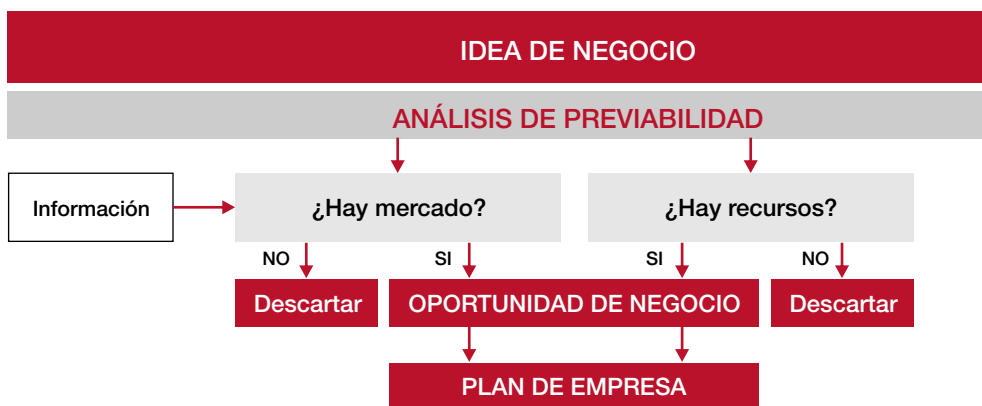 IDEA DE NEGOCIO
ANÁLISIS DE PREVIABILIDAD
Información
¿Hay mercado?
¿Hay recursos?
NO
SI
SI
NO
Descartar
OPORTUNIDAD DE NEGOCIO
Descartar
PLAN DE EMPRESA